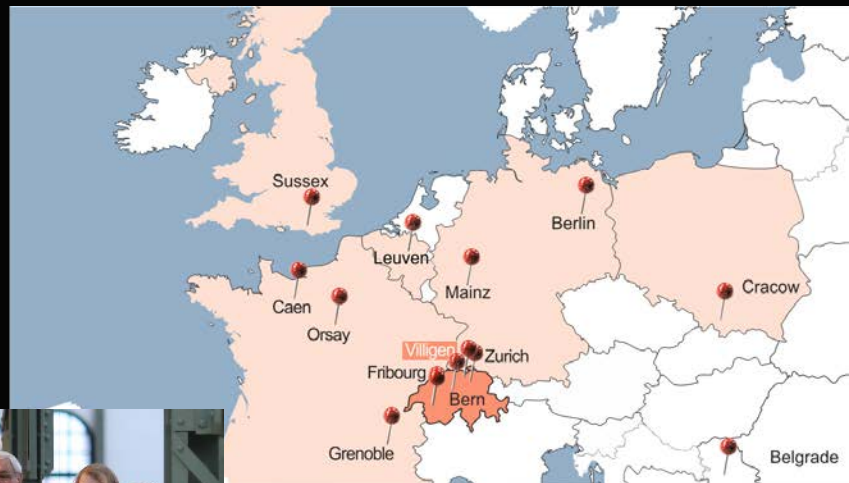 Sussex
Berlin
Leuven
Mainz
Cracow
Caen
Orsay
Villigen
Zurich
Fribourg
Bern
Grenoble
Belgrade